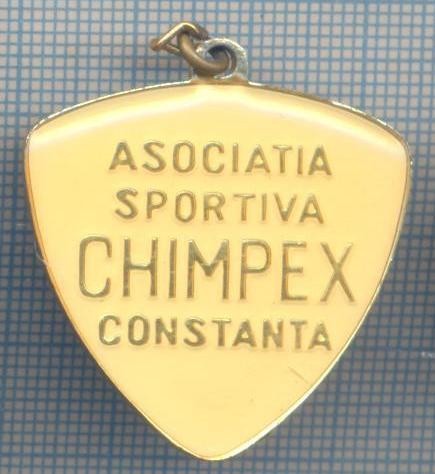 ASOCIATIA
SPORTIVA
CHIMPEX
CONSTANTA